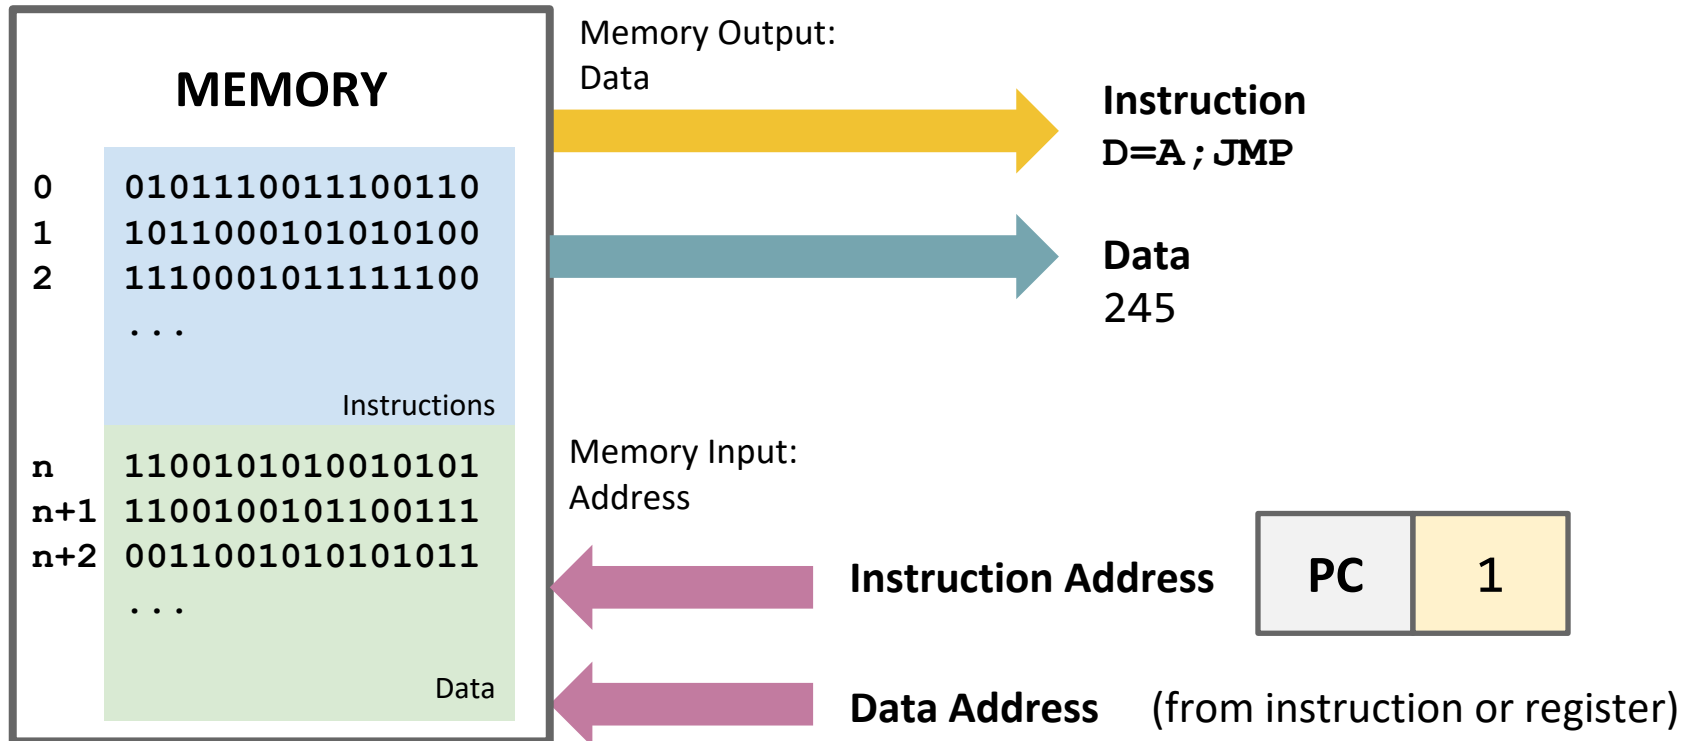 MEMORY
0 0101110011100110
1 1011000101010100
2 1110001011111100
...
Instructions
n 1100101010010101
n+1 1100100101100111
n+2 0011001010101011
...
Data
Memory Output:
Data
Instruction
D=A;JMP
Data
245
Memory Input:
Address
Instruction Address PC 1
Data Address (from instruction or register)